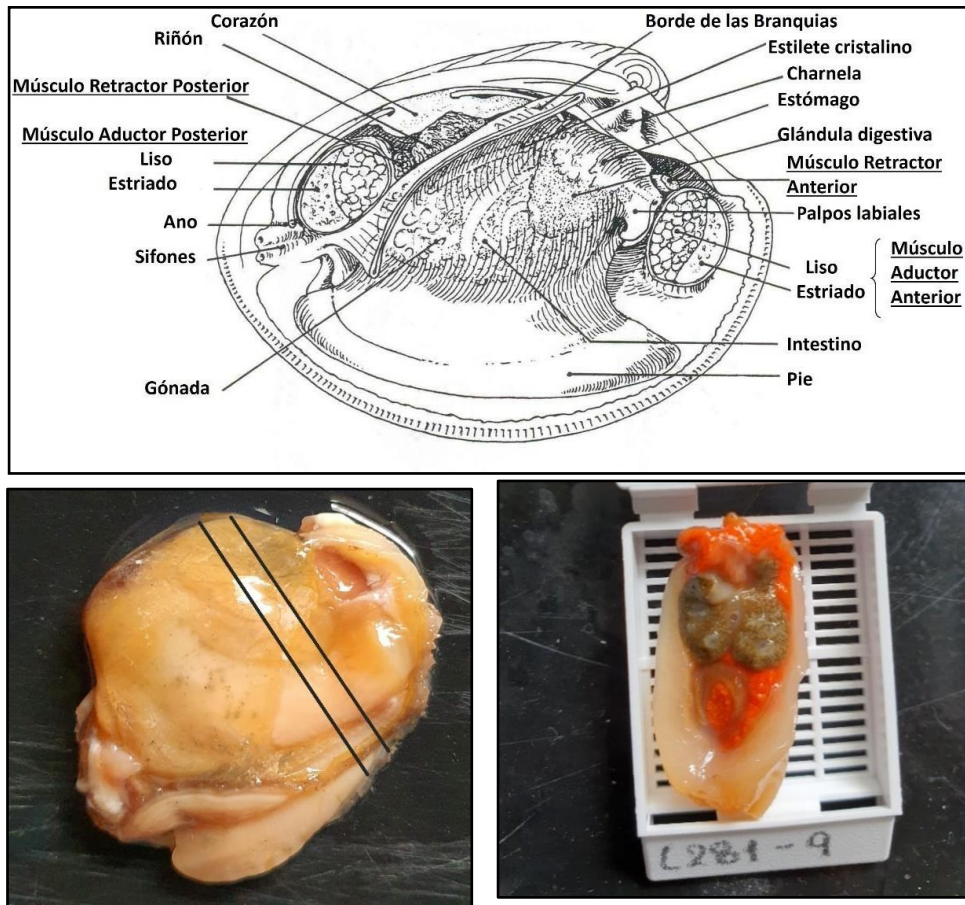 Corazón
Riñón
Músculo Retractor Posterior
Músculo Aductor Posterior
Liso
Estriado
Ano
Sifones
Gónada
Borde de las Branquias
Estilete cristalino
Charnela
Estómago
Glándula digestiva
Músculo Retractor
Anterior
Palpos labiales
Liso
Estriado
Músculo
Aductor
Anterior
Intestino
Pie
L281-9